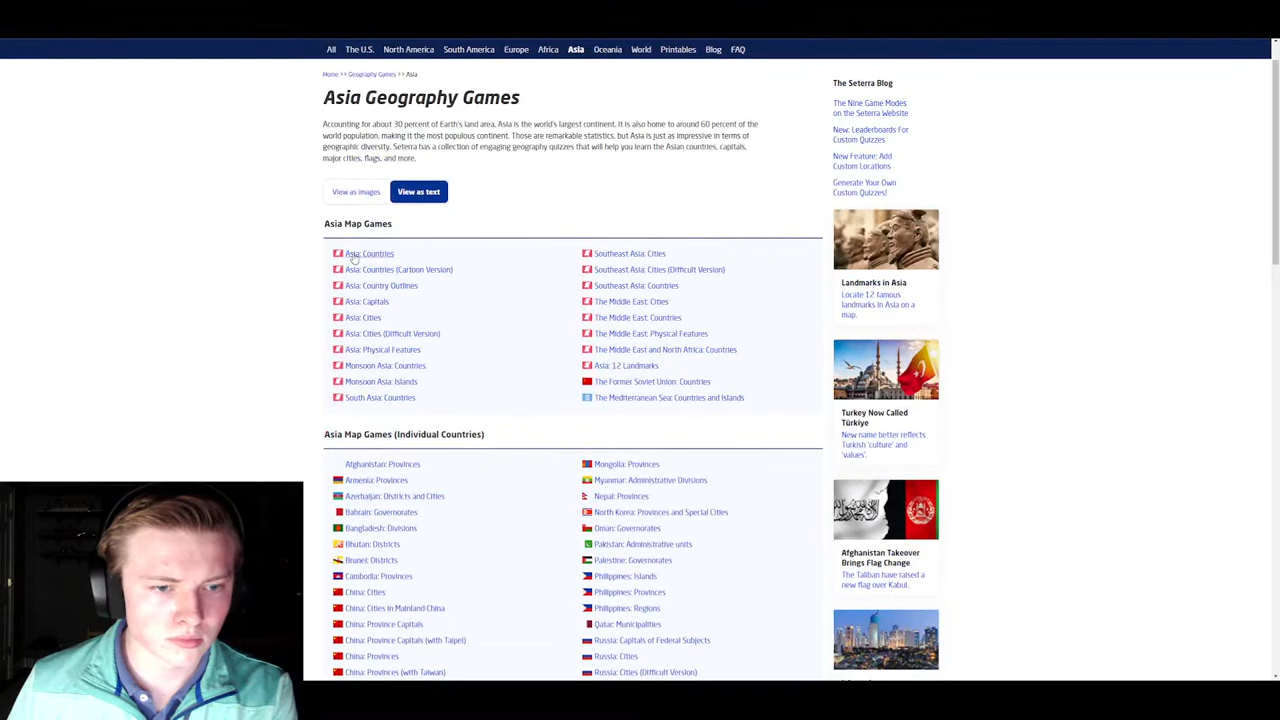 All The U.S. North America South America Europe Africa Asia Oceania World Printables Blog FAQ
Home >> Geography Games >> Asia
Asia Geography Games
Accounting for about 30 percent of Earth's land area, Asia is the world's largest continent. It is also home to around 60 percent of the
world population, making it the most populous continent. Those are remarkable statistics, but Asia is just as impressive in terms of
geographic diversity. Seterra has a collection of engaging geography quizzes that will help you learn the Asian countries, capitals,
major cities, flags, and more.
View as images View as text
Asia Map Games
Asia: Countries
Asia: Countries (Cartoon Version)
Asia: Country Outlines
Asia: Capitals
Asia: Cities
Asia: Cities (Difficult Version)
Asia: Physical Features
Monsoon Asia: Countries
Monsoon Asia: Islands
South Asia: Countries
Southeast Asia: Cities
Southeast Asia: Cities (Difficult Version)
Southeast Asia: Countries
The Middle East: Cities
The Middle East: Countries
The Middle East: Physical Features
The Middle East and North Africa: Countries
Asia: 12 Landmarks
The Former Soviet Union: Countries
The Mediterranean Sea: Countries and Islands
Asia Map Games (Individual Countries)
Afghanistan: Provinces
Armenia: Provinces
Azerbaijan: Districts and Cities
Bahrain: Governorates
Bangladesh: Divisions
Bhutan: Districts
Brunei: Districts
Cambodia: Provinces
China: Cities
China: Cities in Mainland China
China: Province Capitals
China: Province Capitals (with Taipei)
China: Provinces
China: Provinces (with Taiwan)
Mongolia: Provinces
Myanmar: Administrative Divisions
Nepal: Provinces
North Korea: Provinces and Special Cities
Oman: Governorates
Pakistan: Administrative units
Palestine: Governorates
Philippines: Islands
Philippines: Provinces
Philippines: Regions
Qatar: Municipalities
Russia: Capitals of Federal Subjects
Russia: Cities
Russia: Cities (Difficult Version)
The Seterra Blog
The Nine Game Modes
on the Seterra Website
New: Leaderboards For
Custom Quizzes
New Feature: Add
Custom Locations
Generate Your Own
Custom Quizzes!
Landmarks in Asia
Locate 12 famous
landmarks in Asia on a
map.
Turkey Now Called
Türkiye
New name better reflects
Turkish 'culture' and
'values'.
Afghanistan Takeover
Brings Flag Change
The Taliban have raised a
new flag over Kabul.